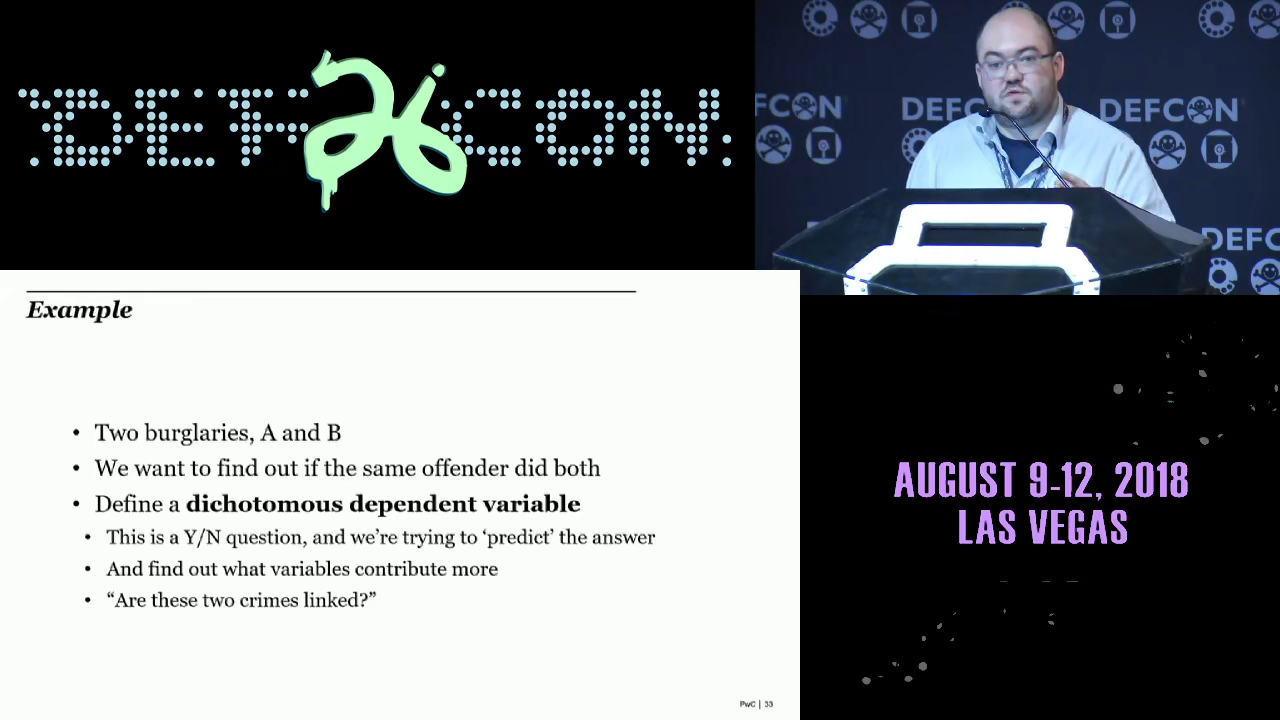 DEF CON 26
DEFCON
DEFCON
DEFCON
DEFC
Example
• Two burglaries, A and B
• We want to find out if the same offender did both
• Define a dichotomous dependent variable
• This is a Y/N question, and we’re trying to ‘predict’ the answer
• And find out what variables contribute more
• “Are these two crimes linked?”
PwC | 33
AUGUST 9-12, 2018
LAS VEGAS